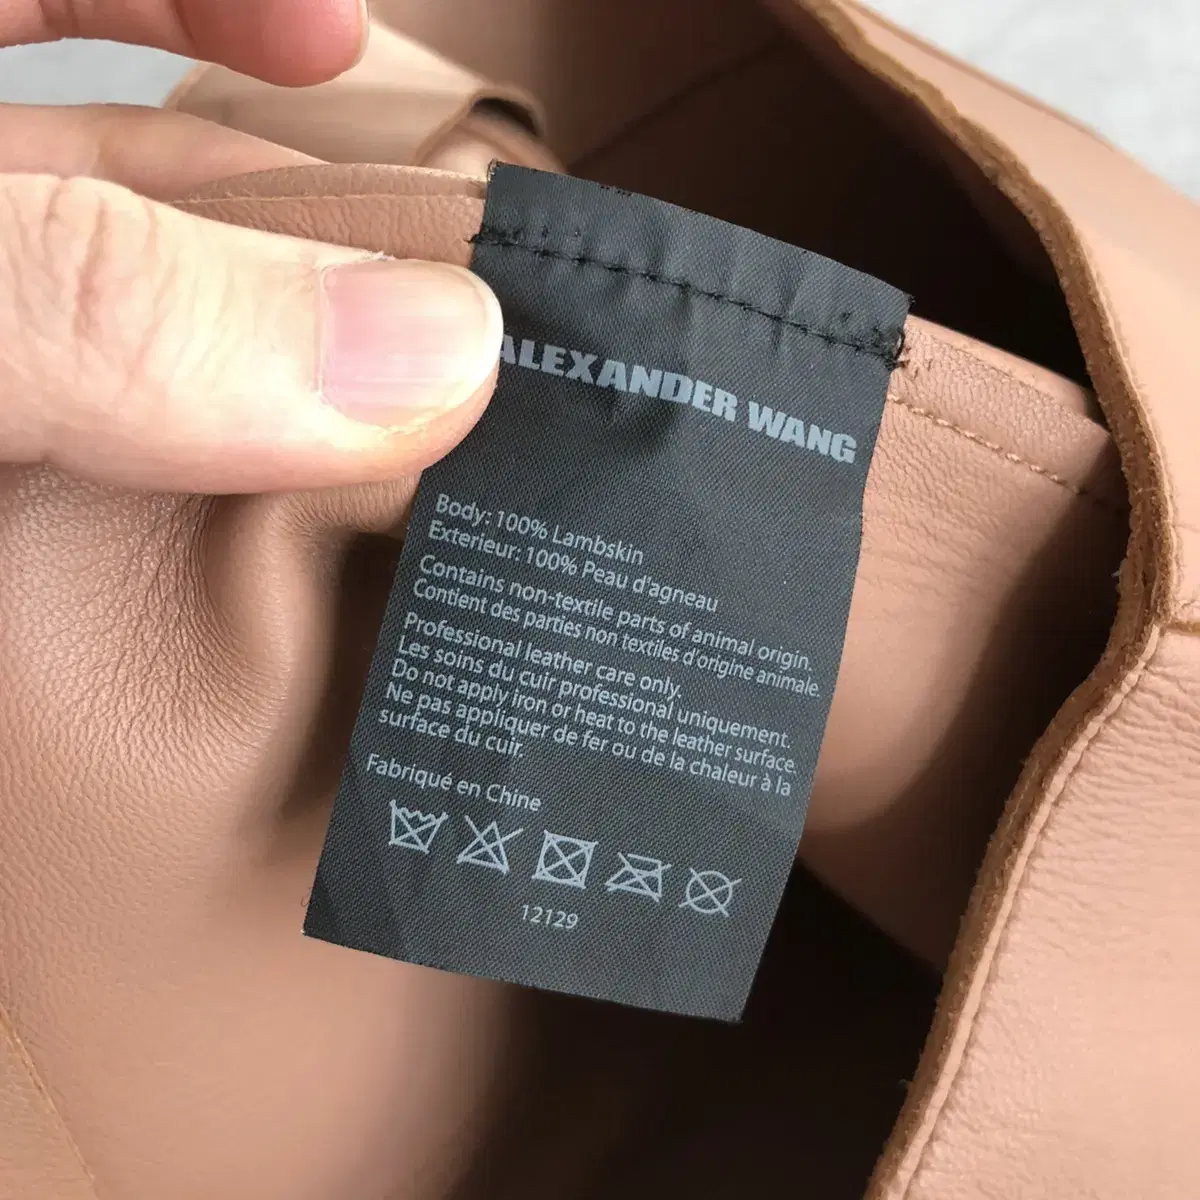 ALEXANDER WANG
Body: 100% Lambskin
Exterieur: 100% Peau d'agneau
Contains non-textile parts of animal origin.
Contient des parties non textiles d'origine animale.
Professional leather care only.
Les soins du cuir professional uniquement.
Do not apply iron or heat to the leather surface.
Ne pas appliquer de fer ou de la chaleur à la
surface du cuir.
Fabriqué en Chine
12129